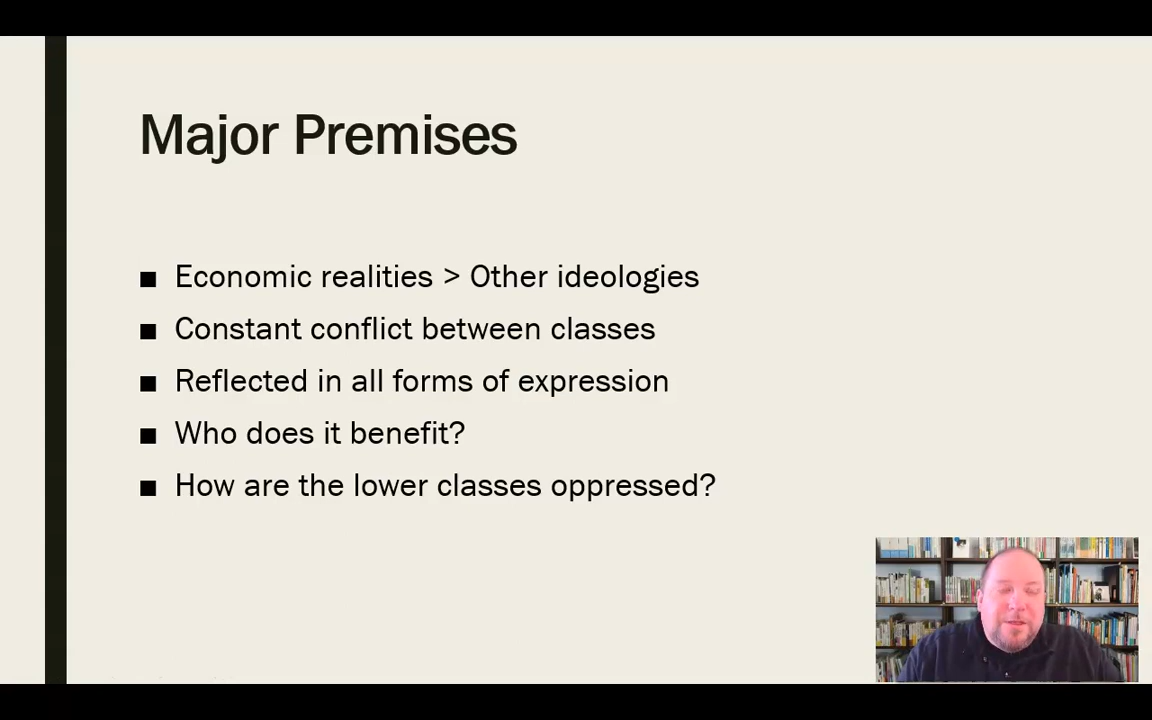 Major Premises
■ Economic realities > Other ideologies
■ Constant conflict between classes
■ Reflected in all forms of expression
■ Who does it benefit?
■ How are the lower classes oppressed?